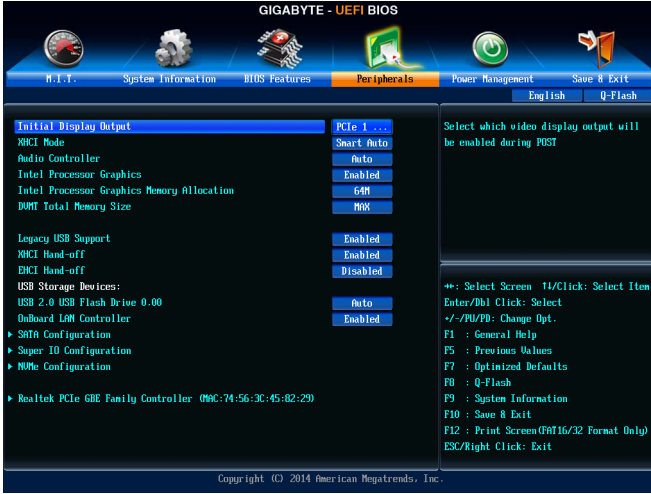 GIGABYTE - UEFI BIOS
M.I.T. System Information BIOS Features Peripherals Power Management Save & Exit
English Q-Flash
Initial Display Output PCIe 1 ...
XHCI Mode Smart Auto
Audio Controller Auto
Intel Processor Graphics Enabled
Intel Processor Graphics Memory Allocation 64M
DVMT Total Memory Size MAX
Legacy USB Support Enabled
XHCI Hand-off Enabled
EHCI Hand-off Disabled
USB Storage Devices:
USB 2.0 USB Flash Drive 0.00 Auto
OnBoard LAN Controller Enabled
SATA Configuration
Super IO Configuration
NVMe Configuration
Realtek PCIe GBE Family Controller (MAC:74:56:3C:45:82:29)
Select which video display output will
be enabled during POST
↔: Select Screen ↑↓/Click: Select Item
Enter/Dbl Click: Select
+/-/PU/PD: Change Opt.
F1 : General Help
F5 : Previous Values
F7 : Optimized Defaults
F8 : Q-Flash
F9 : System Information
F10 : Save & Exit
F12 : Print Screen(FAT16/32 Format Only)
ESC/Right Click: Exit
Copyright (C) 2014 American Megatrends, Inc.